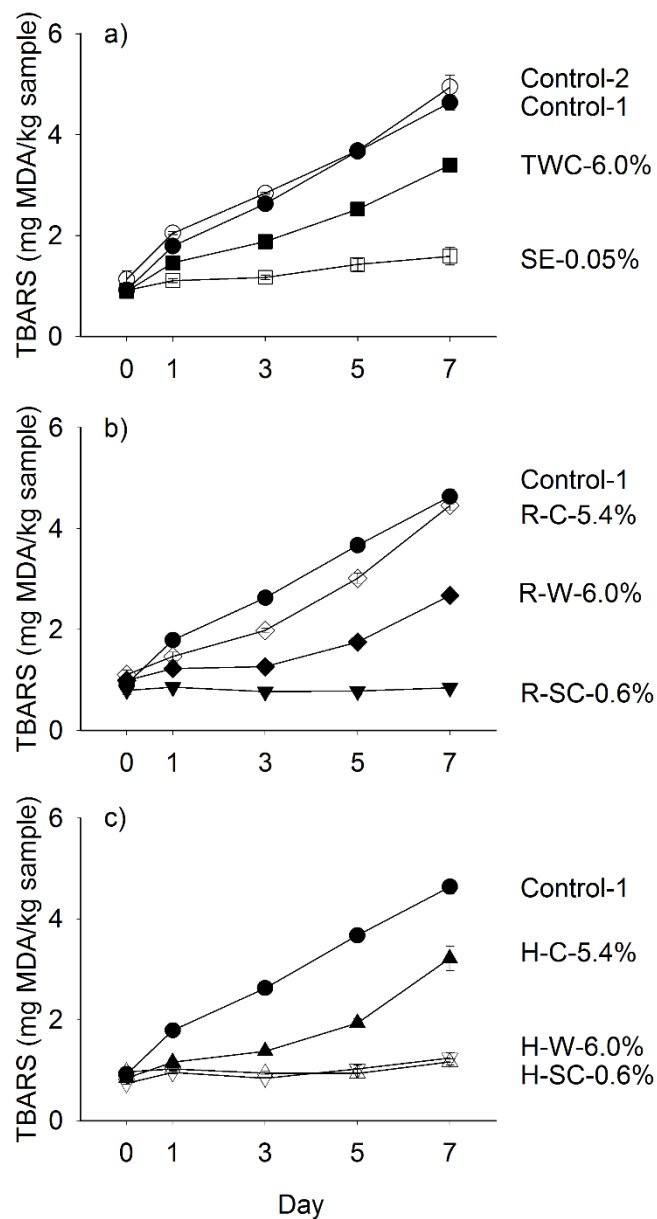 a)
6
4
2
0
TBARS (mg MDA/kg sample)
Control-2
Control-1
TWC-6.0%
SE-0.05%
0 1 3 5 7
b)
6
4
2
0
TBARS (mg MDA/kg sample)
Control-1
R-C-5.4%
R-W-6.0%
R-SC-0.6%
0 1 3 5 7
c)
6
4
2
0
TBARS (mg MDA/kg sample)
Control-1
H-C-5.4%
H-W-6.0%
H-SC-0.6%
0 1 3 5 7
Day